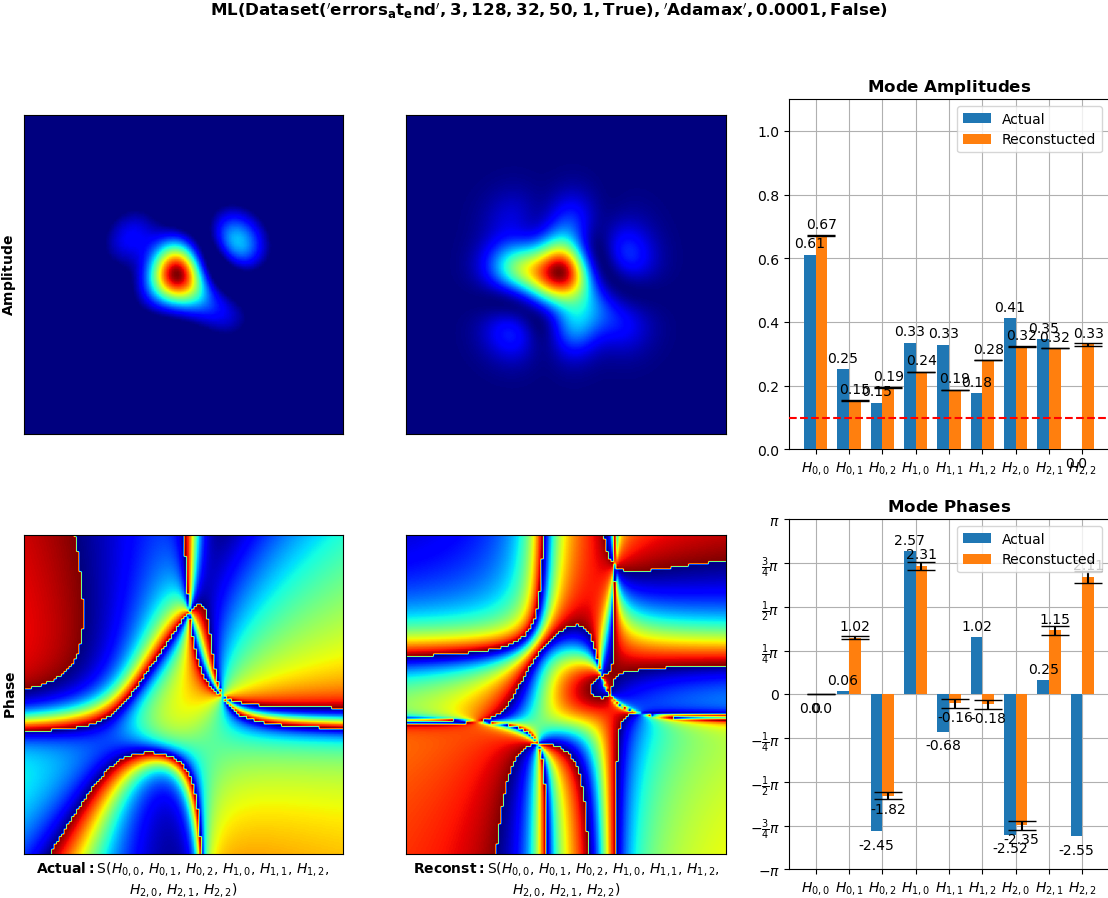 ML(Dataset('errors_at_end', 3, 128, 32, 50, 1, True), 'Adamax', 0.0001, False)
Amplitude
Mode Amplitudes
Actual
Reconstucted
1.0
0.8
0.6
0.4
0.2
0.0
0.61
0.67
0.25
0.15
0.15
0.19
0.33
0.24
0.33
0.19
0.18
0.28
0.41
0.32
0.35
0.32
0.0
0.33
H0,0 H0,1 H0,2 H1,0 H1,1 H1,2 H2,0 H2,1 H2,2
Phase
Actual: S(H0,0, H0,1, H0,2, H1,0, H1,1, H1,2,
H2,0, H2,1, H2,2)
Reconst: S(H0,0, H0,1, H0,2, H1,0, H1,1, H1,2,
H2,0, H2,1, H2,2)
Mode Phases
Actual
Reconstucted
π
3/4π
1/2π
1/4π
0
−1/4π
−1/2π
−3/4π
−π
0.0
0.0
0.06
1.02
-2.45
-1.82
2.57
2.31
-0.68
-0.16
1.02
-0.18
-2.52
-2.35
0.25
1.15
-2.55
H0,0 H0,1 H0,2 H1,0 H1,1 H1,2 H2,0 H2,1 H2,2